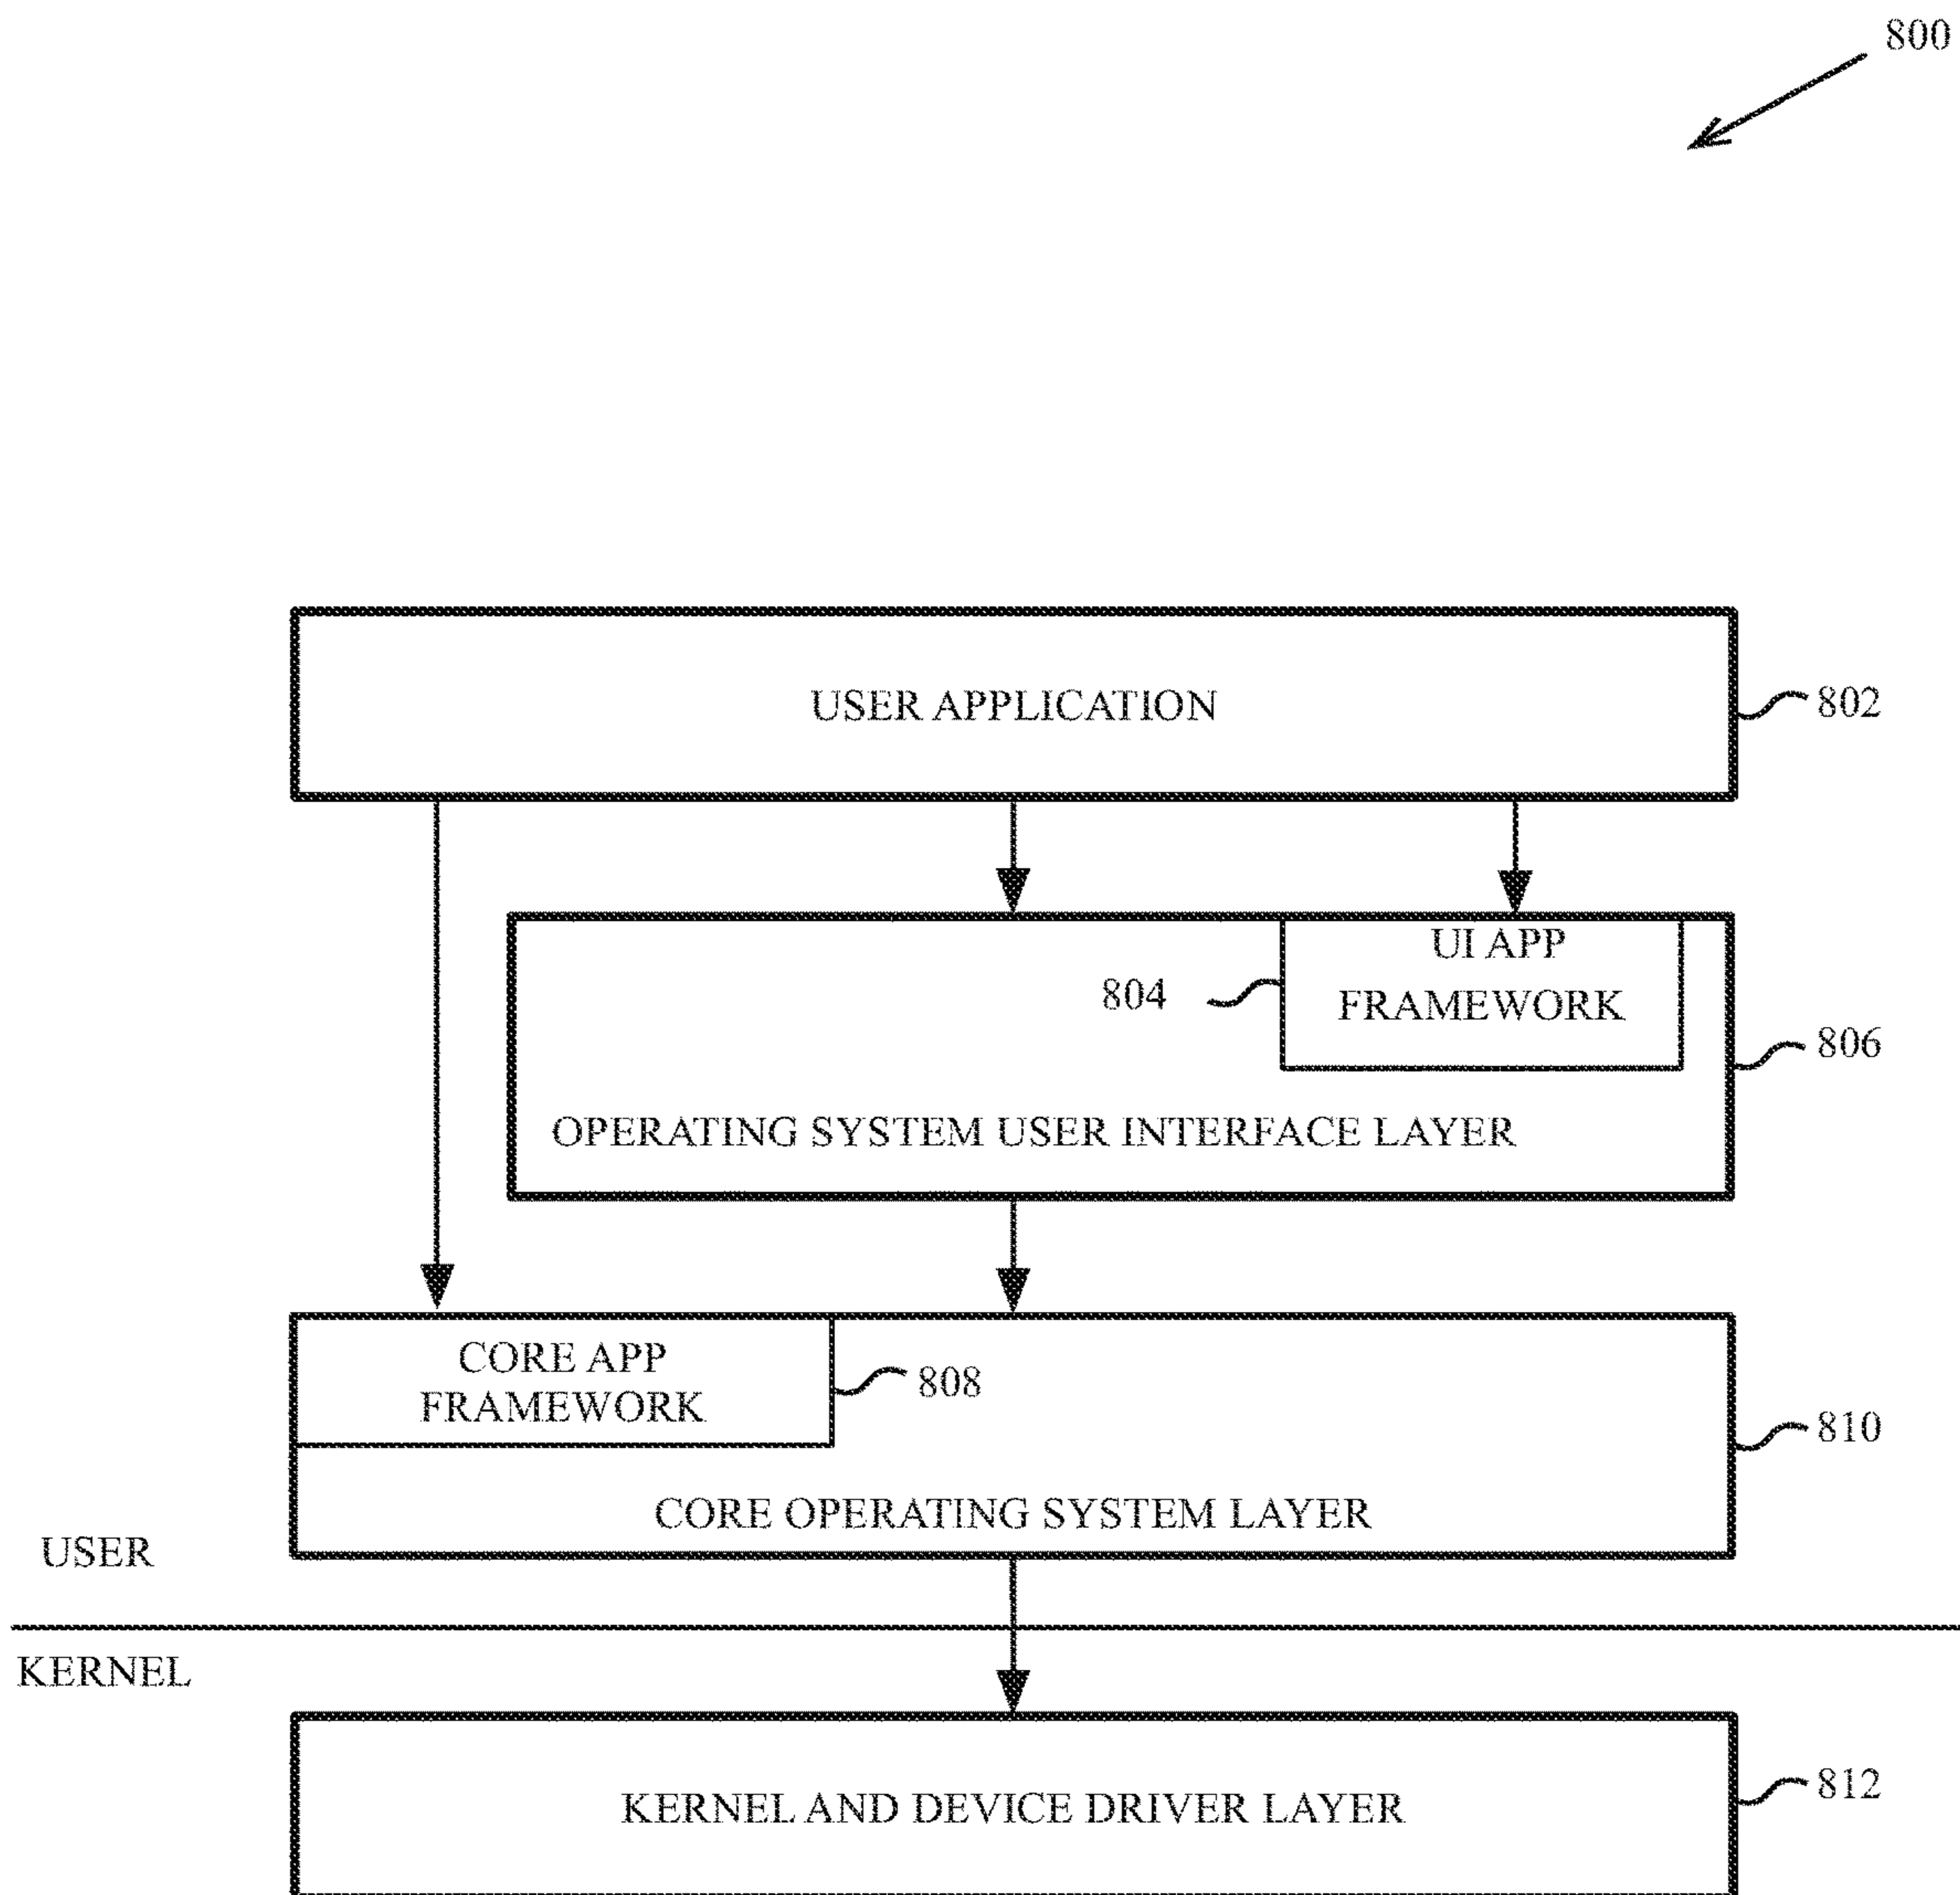 800
USER APPLICATION
802
UI APP
FRAMEWORK
804
806
OPERATING SYSTEM USER INTERFACE LAYER
CORE APP
FRAMEWORK
808
810
CORE OPERATING SYSTEM LAYER
USER
KERNEL
KERNEL AND DEVICE DRIVER LAYER
812